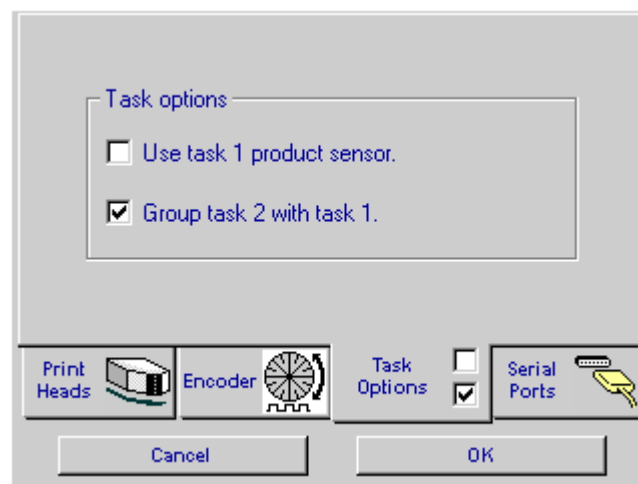 Task options
Use task 1 product sensor.
Group task 2 with task 1.
Print
Heads
Encoder
Task
Options
Serial
Ports
Cancel
OK